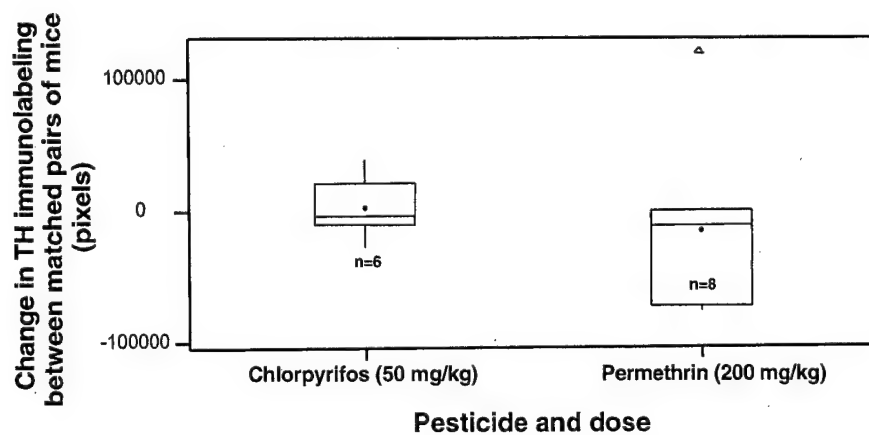 Change in TH immunolabeling
between matched pairs of mice
(pixels)
100000
0
-100000
n=6
n=8
Chlorpyrifos (50 mg/kg)
Permethrin (200 mg/kg)
Pesticide and dose